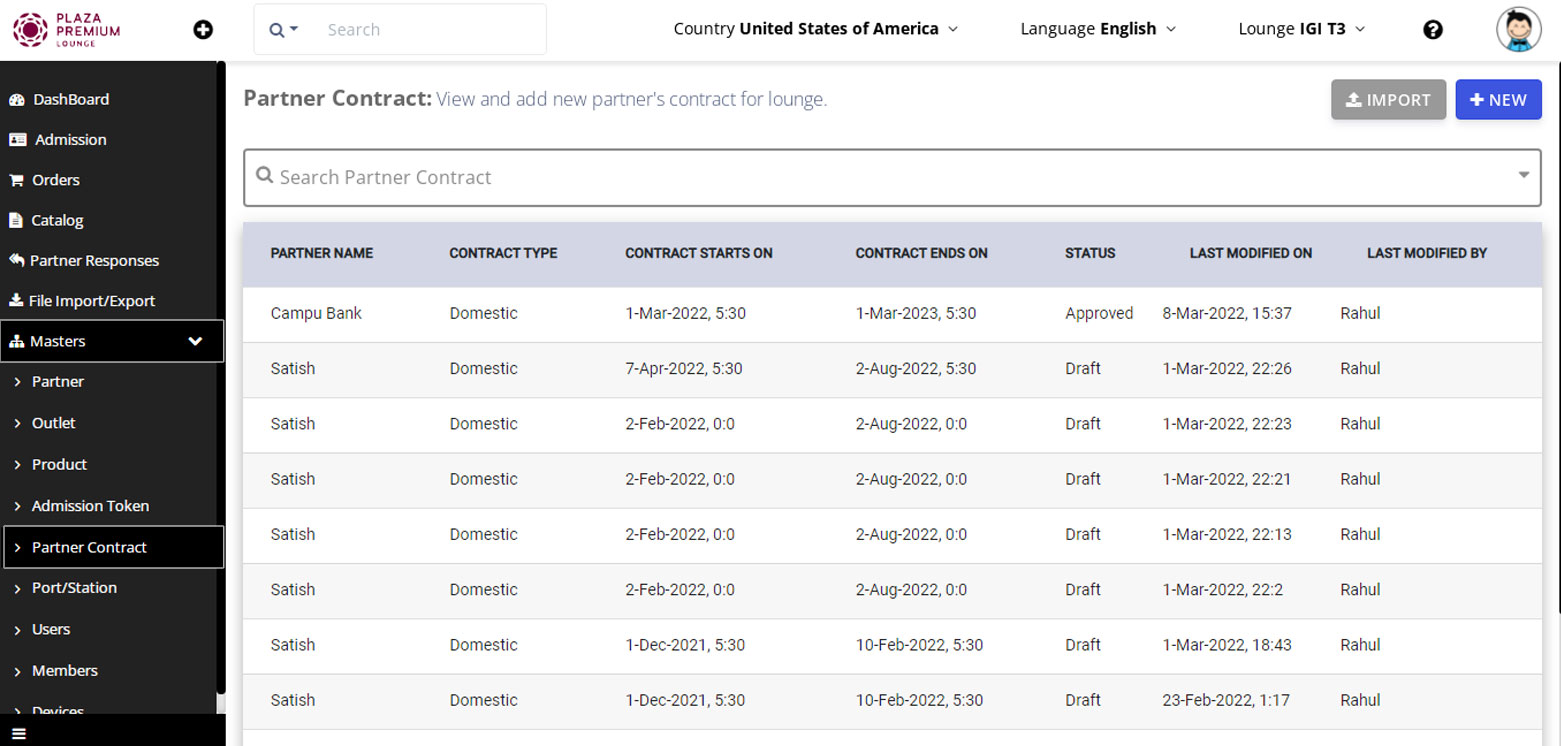 PLAZA
PREMIUM
LOUNGE
Search
Country United States of America
Language English
Lounge IGI T3
DashBoard
Admission
Orders
Catalog
Partner Responses
File Import/Export
Masters
Partner
Outlet
Product
Admission Token
Partner Contract
Port/Station
Users
Members
Devices
Partner Contract: View and add new partner's contract for lounge.
IMPORT
NEW
Search Partner Contract
PARTNER NAME CONTRACT TYPE CONTRACT STARTS ON CONTRACT ENDS ON STATUS LAST MODIFIED ON LAST MODIFIED BY
Campu Bank Domestic 1-Mar-2022, 5:30 1-Mar-2023, 5:30 Approved 8-Mar-2022, 15:37 Rahul
Satish Domestic 7-Apr-2022, 5:30 2-Aug-2022, 5:30 Draft 1-Mar-2022, 22:26 Rahul
Satish Domestic 2-Feb-2022, 0:0 2-Aug-2022, 0:0 Draft 1-Mar-2022, 22:23 Rahul
Satish Domestic 2-Feb-2022, 0:0 2-Aug-2022, 0:0 Draft 1-Mar-2022, 22:21 Rahul
Satish Domestic 2-Feb-2022, 0:0 2-Aug-2022, 0:0 Draft 1-Mar-2022, 22:13 Rahul
Satish Domestic 2-Feb-2022, 0:0 2-Aug-2022, 0:0 Draft 1-Mar-2022, 22:2 Rahul
Satish Domestic 1-Dec-2021, 5:30 10-Feb-2022, 5:30 Draft 1-Mar-2022, 18:43 Rahul
Satish Domestic 1-Dec-2021, 5:30 10-Feb-2022, 5:30 Draft 23-Feb-2022, 1:17 Rahul